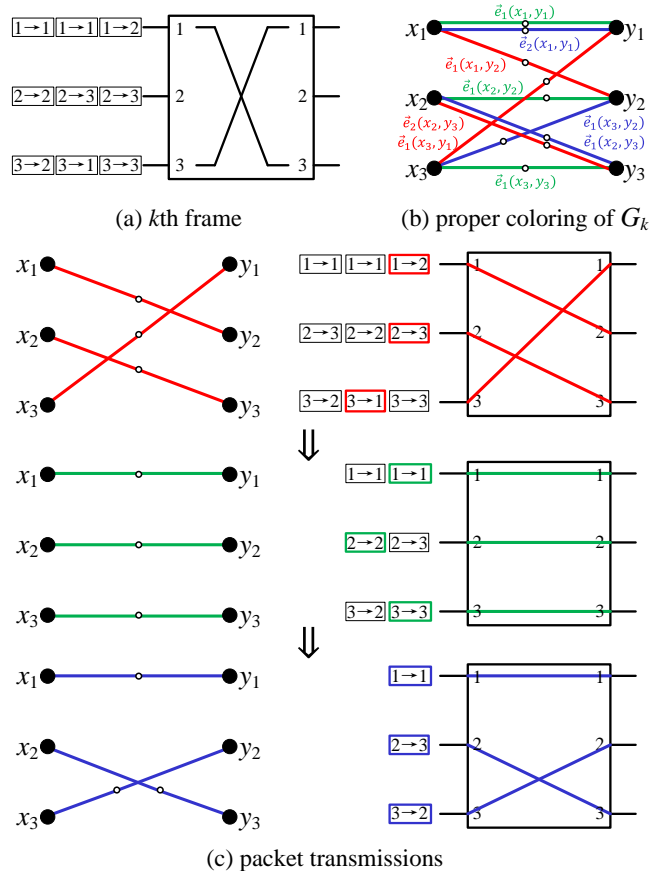 1→1 1→1 1→2 1 1
2→2 2→3 2→3 2 2
3→2 3→1 3→3 3 3
(a) kth frame
x₁ e⃗₁(x₁, y₁) y₁
e⃗₂(x₁, y₁)
e⃗₁(x₁, y₂)
x₂ e⃗₁(x₂, y₂) y₂
e⃗₂(x₂, y₃) e⃗₁(x₃, y₂)
e⃗₁(x₃, y₁) e⃗₁(x₂, y₃)
x₃ e⃗₁(x₃, y₃) y₃
(b) proper coloring of Gₖ
x₁ y₁ 1→1 1→1 1→2 1 1
x₂ y₂ 2→3 2→2 2→3 2 2
x₃ y₃ 3→2 3→1 3→3 3 3
⇓ ⇓
x₁ y₁ 1→1 1→1 1 1
x₂ y₂ 2→2 2→3 2 2
x₃ y₃ 3→2 3→3 3 3
⇓ ⇓
x₁ y₁ 1→1 1 1
x₂ y₂ 2→3 2 2
x₃ y₃ 3→2 3 3
(c) packet transmissions